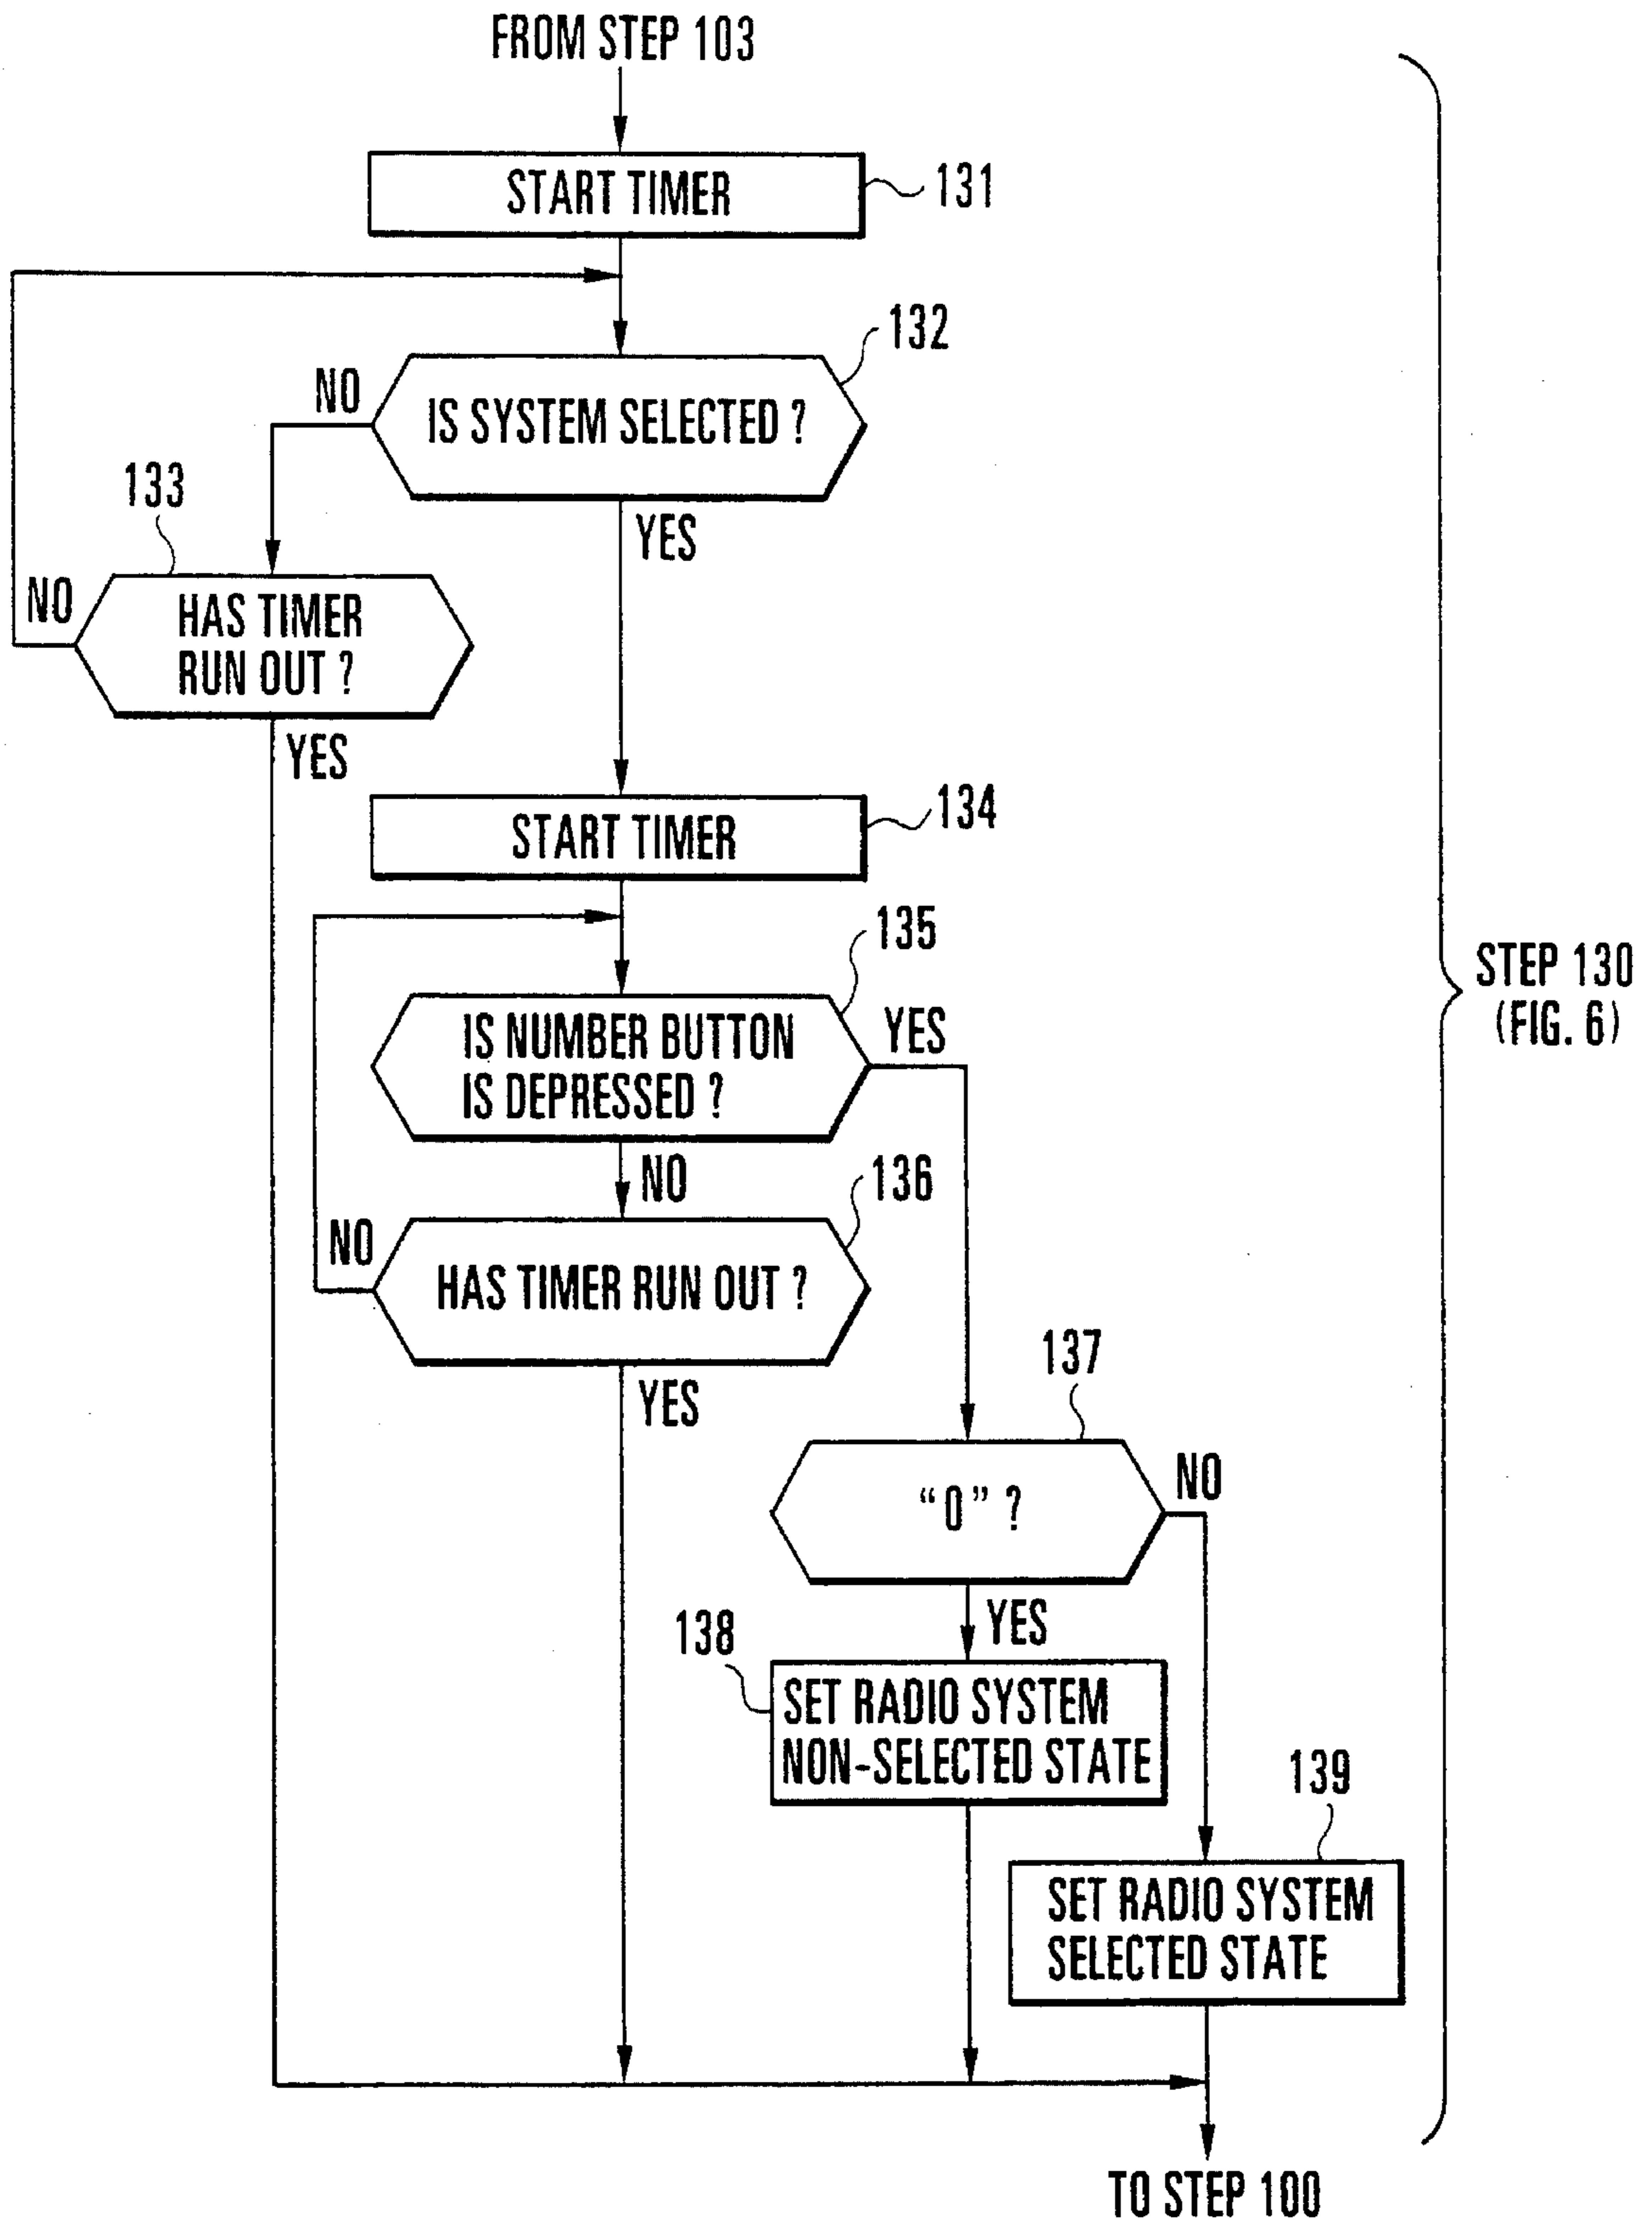 FROM STEP 103
START TIMER
131
132
NO
IS SYSTEM SELECTED ?
YES
133
NO
HAS TIMER
RUN OUT ?
YES
134
START TIMER
135
IS NUMBER BUTTON
IS DEPRESSED ?
YES
NO
136
NO
HAS TIMER RUN OUT ?
YES
137
"0" ?
NO
YES
138
SET RADIO SYSTEM
NON-SELECTED STATE
139
SET RADIO SYSTEM
SELECTED STATE
TO STEP 100
STEP 130
(FIG. 6)